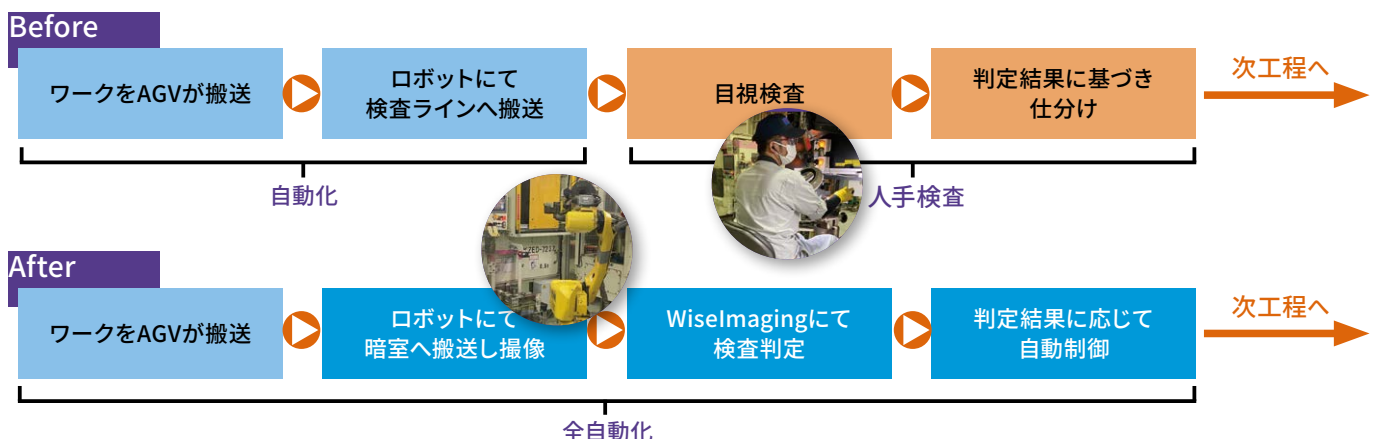 Before
ワークをAGVが搬送
ロボットにて
検査ラインへ搬送
目視検査
判定結果に基づき
仕分け
次工程へ
自動化
人手検査
After
ワークをAGVが搬送
ロボットにて
暗室へ搬送し撮像
WiseImagingにて
検査判定
判定結果に応じて
自動制御
次工程へ
全自動化